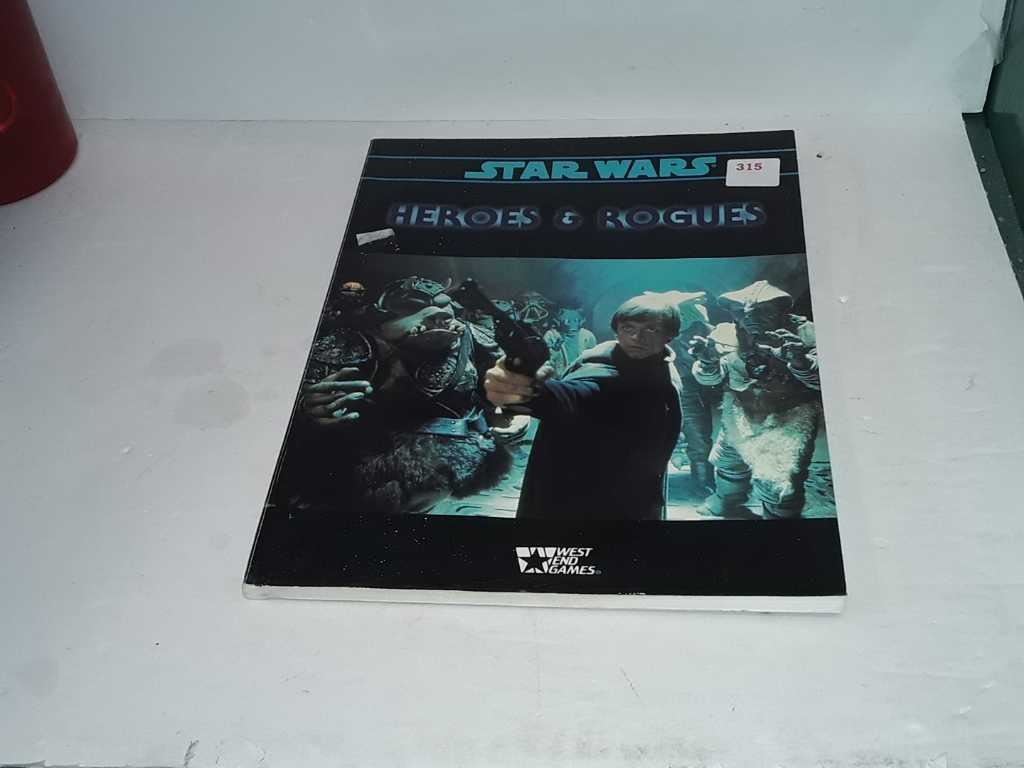 STAR WARS
315
HEROES & ROGUES
WEST
END
GAMES